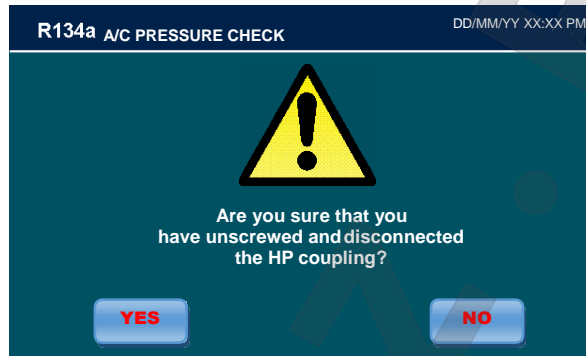 R134a A/C PRESSURE CHECK DD/MM/YY XX:XX PM
Are you sure that you
have unscrewed and disconnected
the HP coupling?
YES NO